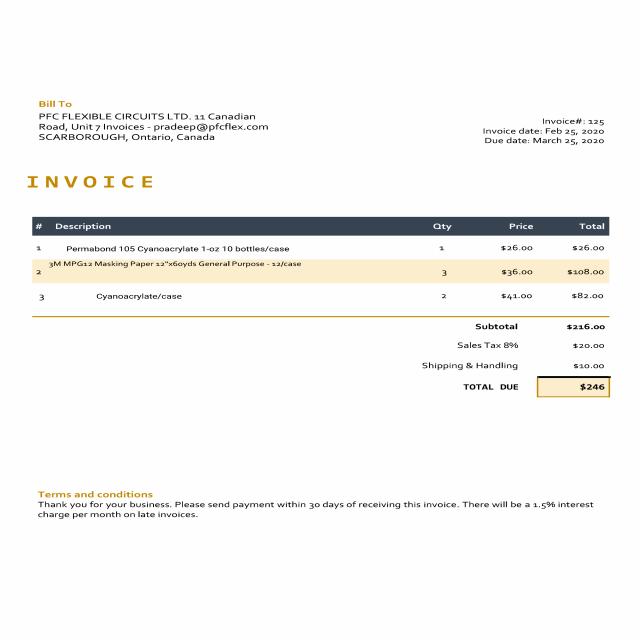 Bill To
PFC FLEXIBLE CIRCUITS LTD. 11 Canadian
Road, Unit 7 Invoices - pradeep@pfcflex.com
SCARBOROUGH, Ontario, Canada
Invoice#: 125
Invoice date: Feb 25, 2020
Due date: March 25, 2020
INVOICE
# Description Qty Price Total
1 Permabond 105 Cyanoacrylate 1-oz 10 bottles/case 1 $26.00 $26.00
2 3M MPG12 Masking Paper 12"x60yds General Purpose - 12/case 3 $36.00 $108.00
3 Cyanoacrylate/case 2 $41.00 $82.00
Subtotal $216.00
Sales Tax 8% $20.00
Shipping & Handling $10.00
TOTAL DUE $246
Terms and conditions
Thank you for your business. Please send payment within 30 days of receiving this invoice. There will be a 1.5% interest
charge per month on late invoices.